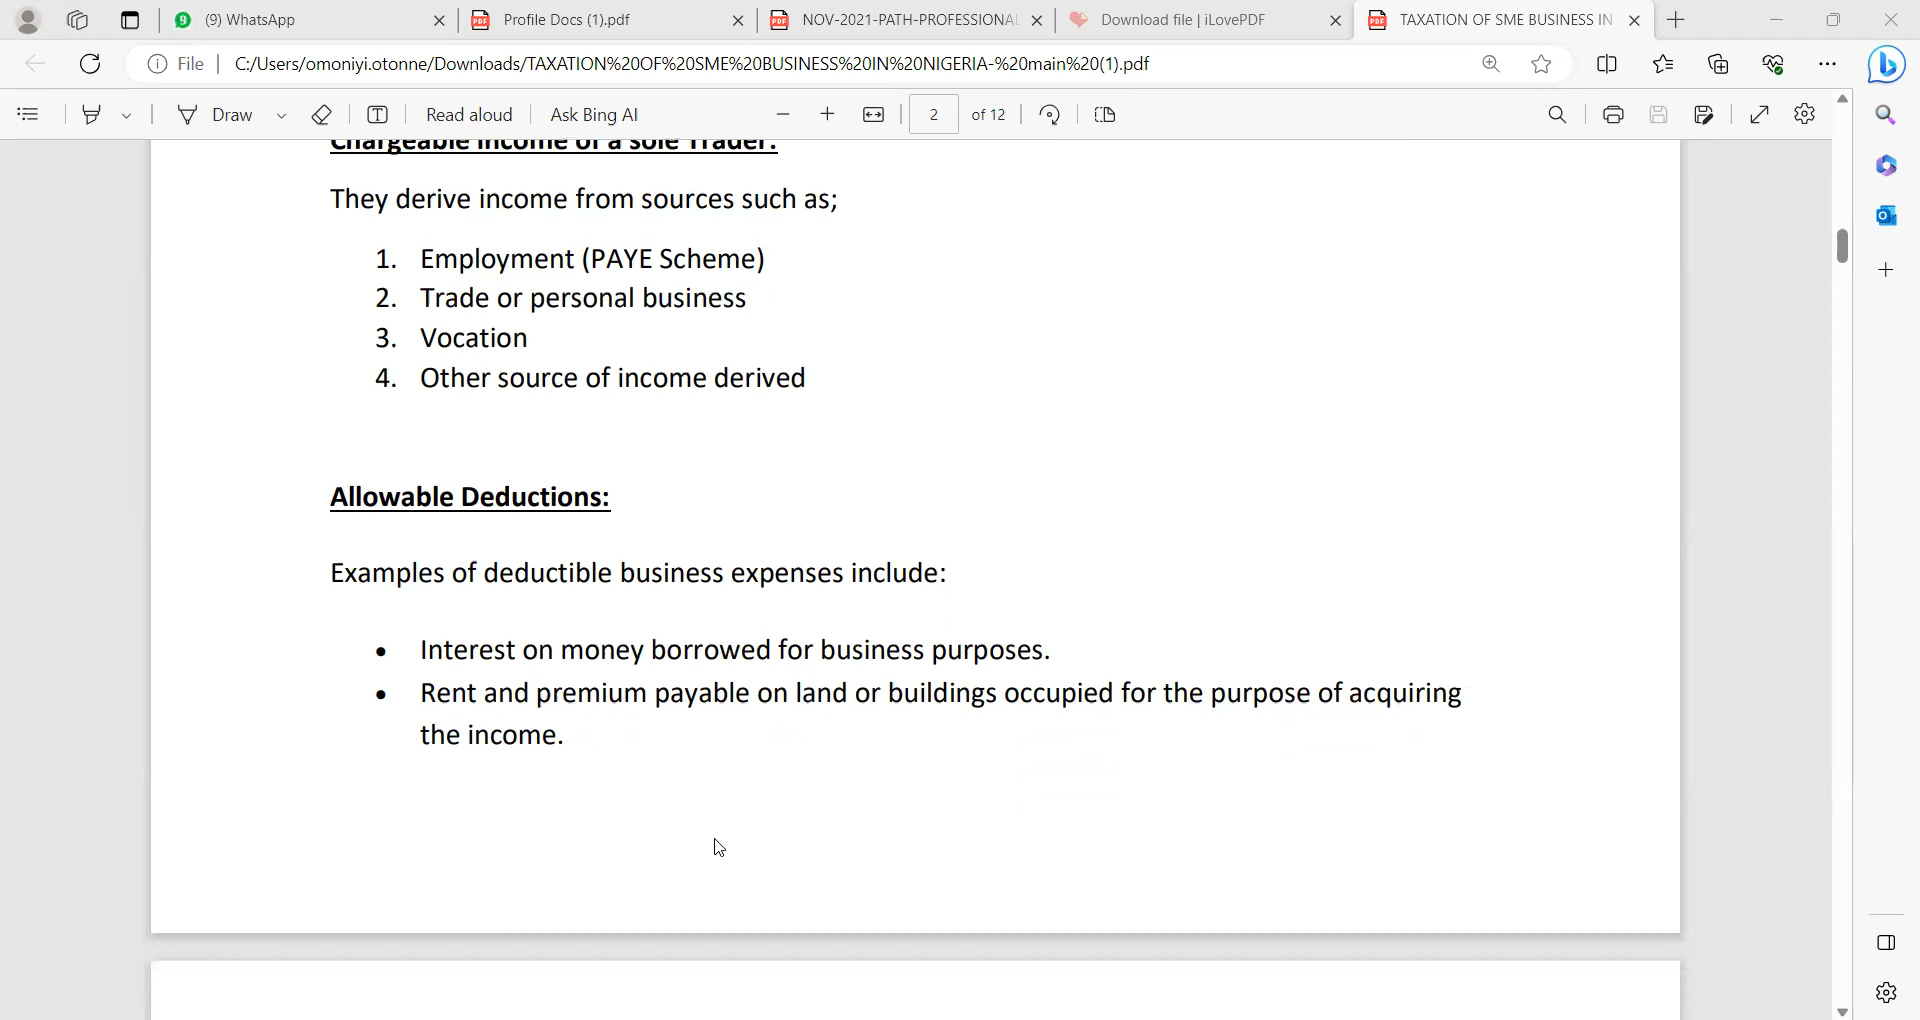 (9) WhatsApp
Profile Docs (1).pdf
NOV-2021-PATH-PROFESSIONAL
Download file | iLovePDF
TAXATION OF SME BUSINESS IN
File
C:/Users/omoniyi.otonne/Downloads/TAXATION%20OF%20SME%20BUSINESS%20IN%20NIGERIA-%20main%20(1).pdf
Draw
Read aloud
Ask Bing AI
2 of 12
Chargeable income of a sole Trader:
They derive income from sources such as;
1. Employment (PAYE Scheme)
2. Trade or personal business
3. Vocation
4. Other source of income derived
Allowable Deductions:
Examples of deductible business expenses include:
• Interest on money borrowed for business purposes.
• Rent and premium payable on land or buildings occupied for the purpose of acquiring
the income.